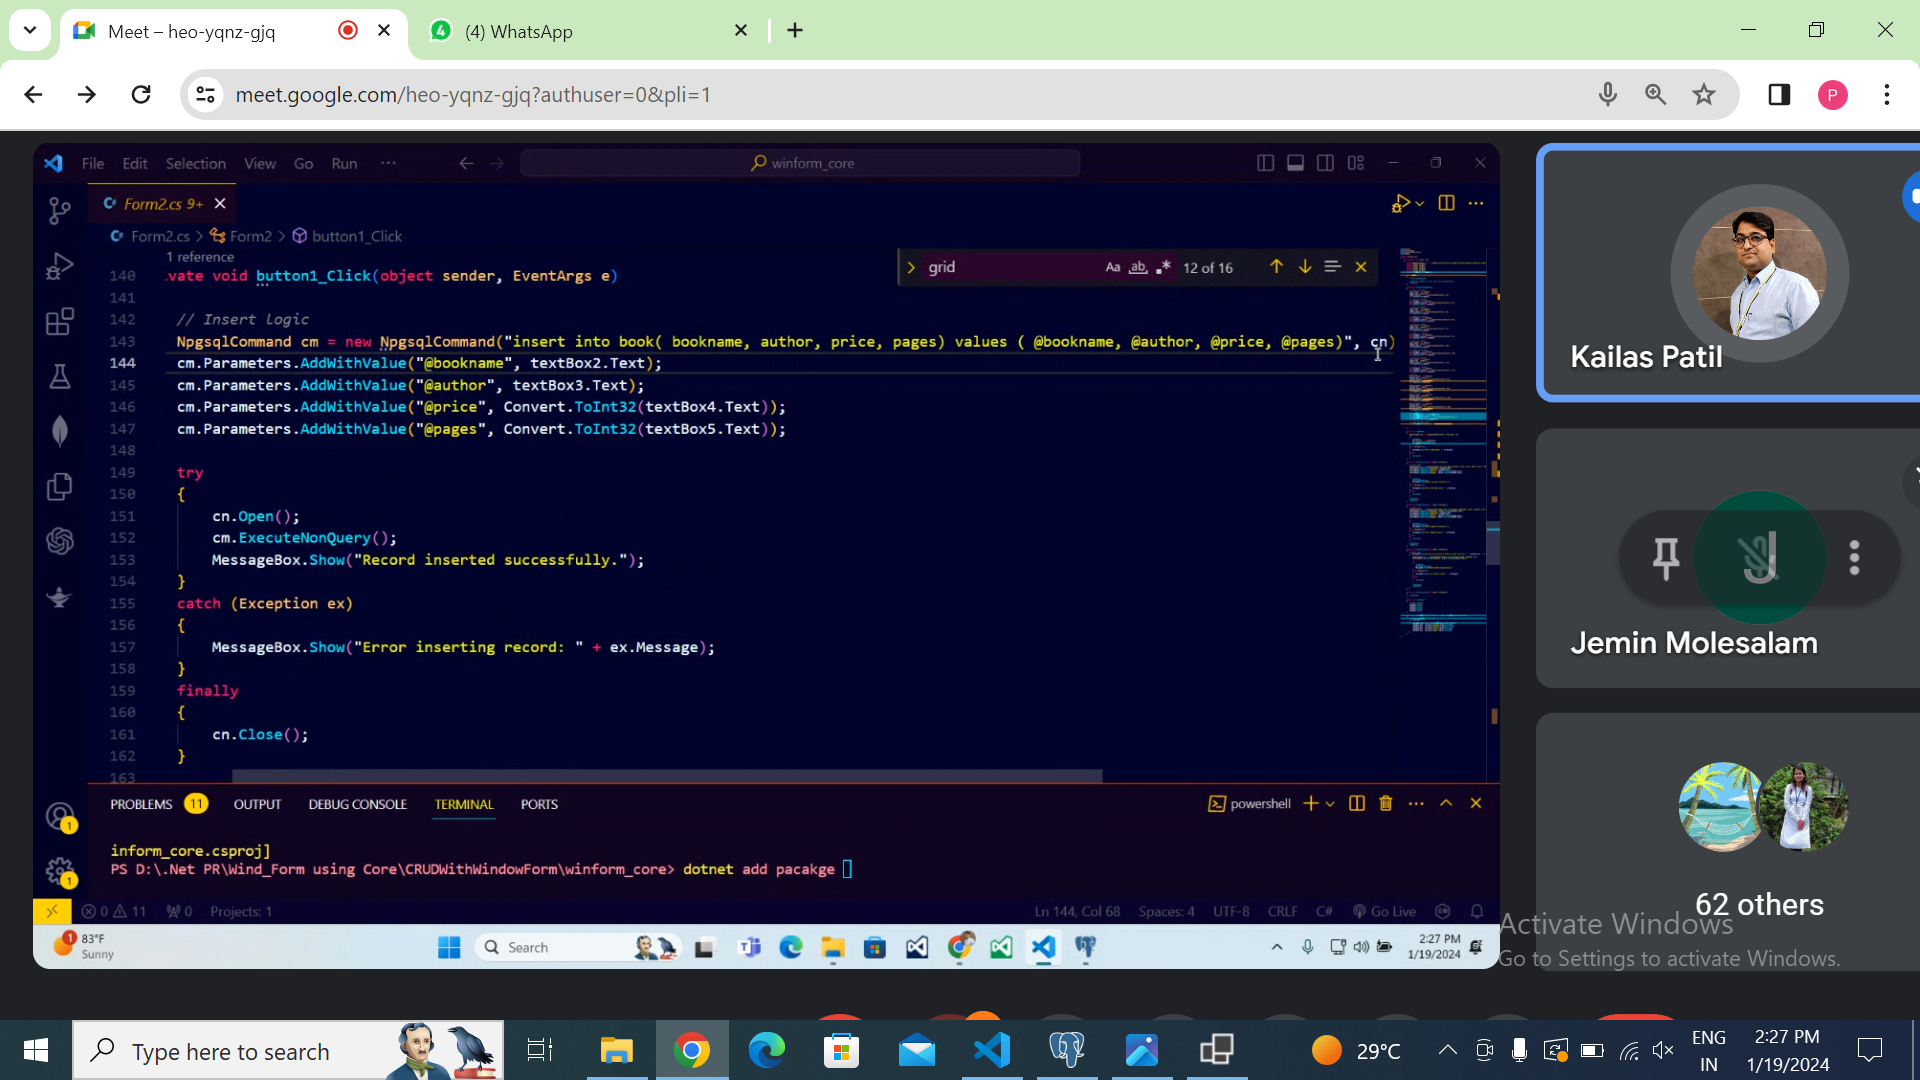 Meet – heo-yqnz-gjq
(4) WhatsApp
meet.google.com/heo-yqnz-gjq?authuser=0&pli=1
P
File Edit Selection View Go Run ...
winform_core
Form2.cs 9+
Form2.cs > Form2 > button1_Click
grid
Aa ab 12 of 16
1 reference
140 .vate void button1_Click(object sender, EventArgs e)
141
142 // Insert logic
143 NpgsqlCommand cm = new NpgsqlCommand("insert into book( bookname, author, price, pages) values ( @bookname, @author, @price, @pages)", cn)
144 cm.Parameters.AddWithValue("@bookname", textBox2.Text);
145 cm.Parameters.AddWithValue("@author", textBox3.Text);
146 cm.Parameters.AddWithValue("@price", Convert.ToInt32(textBox4.Text));
147 cm.Parameters.AddWithValue("@pages", Convert.ToInt32(textBox5.Text));
148
149 try
150 {
151 cn.Open();
152 cm.ExecuteNonQuery();
153 MessageBox.Show("Record inserted successfully.");
154 }
155 catch (Exception ex)
156 {
157 MessageBox.Show("Error inserting record: " + ex.Message);
158 }
159 finally
160 {
161 cn.Close();
162 }
163
PROBLEMS 11 OUTPUT DEBUG CONSOLE TERMINAL PORTS
powershell
inform_core.csproj]
PS D:\.Net PR\Wind_Form using Core\CRUDWithWindowForm\winform_core> dotnet add pacakge
1
1
0 11 0 Projects: 1
Ln 144, Col 68 Spaces: 4 UTF-8 CRLF C# Go Live
1
83°F
Sunny
Search
2:27 PM
1/19/2024
Kailas Patil
Jemin Molesalam
62 others
Activate Windows
Go to Settings to activate Windows.
Type here to search
29°C
ENG
IN
2:27 PM
1/19/2024